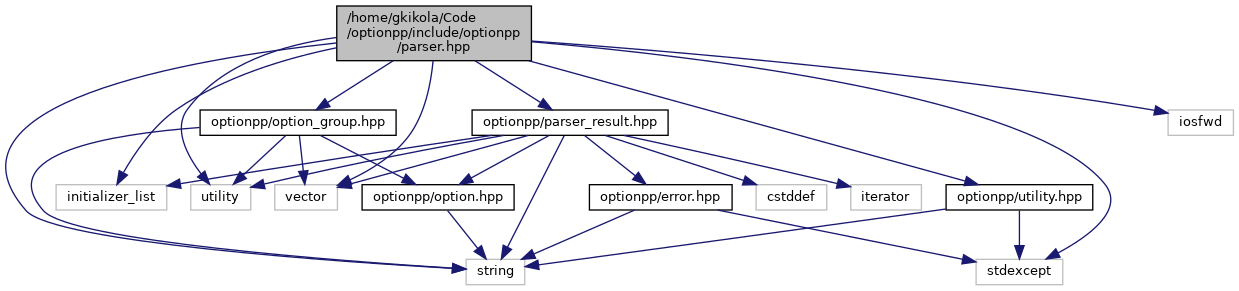 /home/gkikola/Code
/optionpp/include/optionpp
/parser.hpp
optionpp/option_group.hpp
optionpp/parser_result.hpp
iosfwd
initializer_list
utility
vector
optionpp/option.hpp
optionpp/error.hpp
cstddef
iterator
optionpp/utility.hpp
string
stdexcept